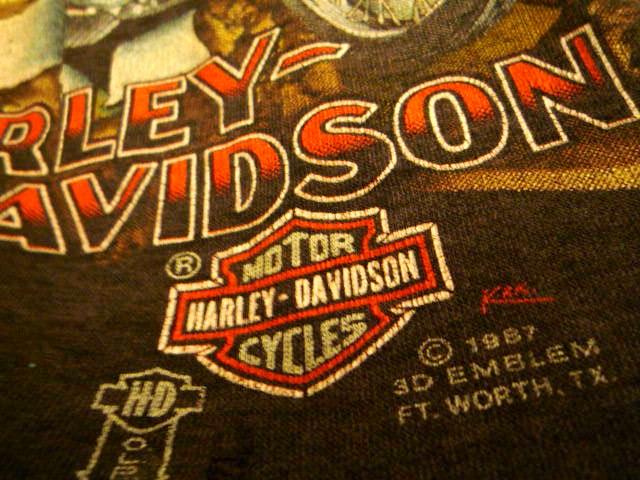 RLEY-
AVIDSON
®
MOTOR
HARLEY-DAVIDSON
CYCLES
© 1987
3D EMBLEM
FT. WORTH, TX.
HD